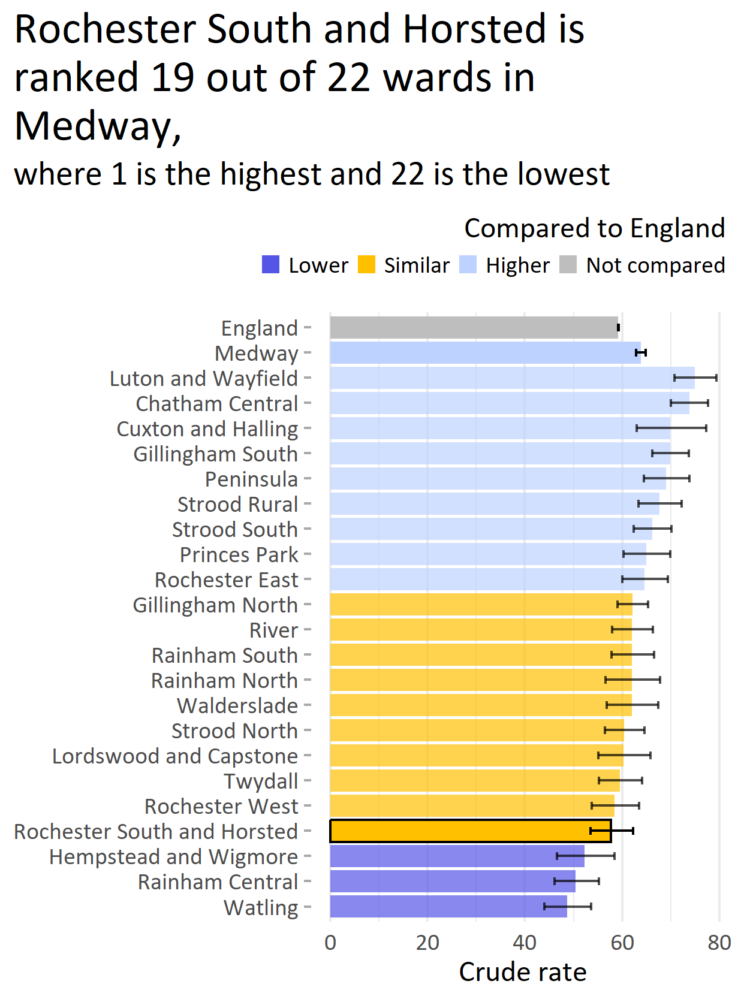 Rochester South and Horsted is
ranked 19 out of 22 wards in
Medway,
where 1 is the highest and 22 is the lowest
Compared to England
Lower Similar Higher Not compared
England
Medway
Luton and Wayfield
Chatham Central
Cuxton and Halling
Gillingham South
Peninsula
Strood Rural
Strood South
Princes Park
Rochester East
Gillingham North
River
Rainham South
Rainham North
Walderslade
Strood North
Lordswood and Capstone
Twydall
Rochester West
Rochester South and Horsted
Hempstead and Wigmore
Rainham Central
Watling
0 20 40 60 80
Crude rate